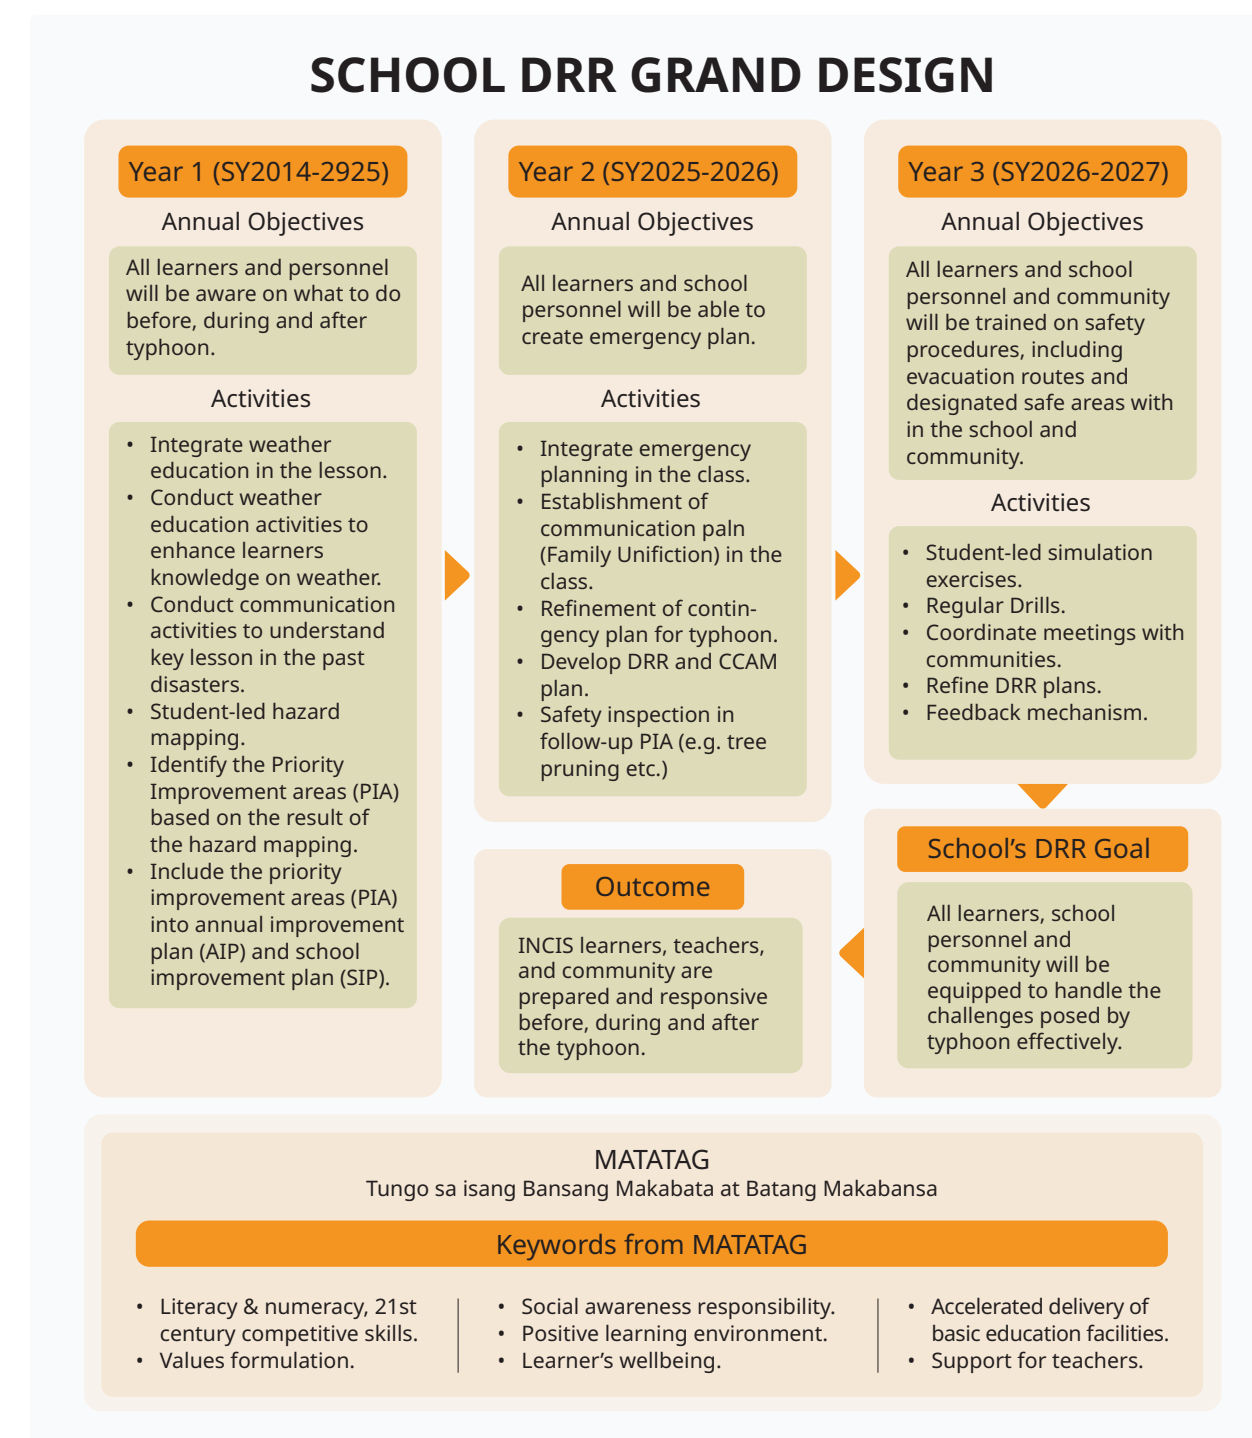 SCHOOL DRR GRAND DESIGN
Year 1 (SY2014-2925)
Annual Objectives
All learners and personnel
will be aware on what to do
before, during and after
typhoon.
Activities
• Integrate weather
education in the lesson.
• Conduct weather
education activities to
enhance learners
knowledge on weather.
• Conduct communication
activities to understand
key lesson in the past
disasters.
• Student-led hazard
mapping.
• Identify the Priority
Improvement areas (PIA)
based on the result of
the hazard mapping.
• Include the priority
improvement areas (PIA)
into annual improvement
plan (AIP) and school
improvement plan (SIP).
Year 2 (SY2025-2026)
Annual Objectives
All learners and school
personnel will be able to
create emergency plan.
Activities
• Integrate emergency
planning in the class.
• Establishment of
communication paln
(Family Unifiction) in the
class.
• Refinement of contin-
gency plan for typhoon.
• Develop DRR and CCAM
plan.
• Safety inspection in
follow-up PIA (e.g. tree
pruning etc.)
Year 3 (SY2026-2027)
Annual Objectives
All learners and school
personnel and community
will be trained on safety
procedures, including
evacuation routes and
designated safe areas with
in the school and
community.
Activities
• Student-led simulation
exercises.
• Regular Drills.
• Coordinate meetings with
communities.
• Refine DRR plans.
• Feedback mechanism.
School’s DRR Goal
All learners, school
personnel and
community will be
equipped to handle the
challenges posed by
typhoon effectively.
Outcome
INCIS learners, teachers,
and community are
prepared and responsive
before, during and after
the typhoon.
MATATAG
Tungo sa isang Bansang Makabata at Batang Makabansa
Keywords from MATATAG
• Literacy & numeracy, 21st
century competitive skills.
• Values formulation.
• Social awareness responsibility.
• Positive learning environment.
• Learner’s wellbeing.
• Accelerated delivery of
basic education facilities.
• Support for teachers.